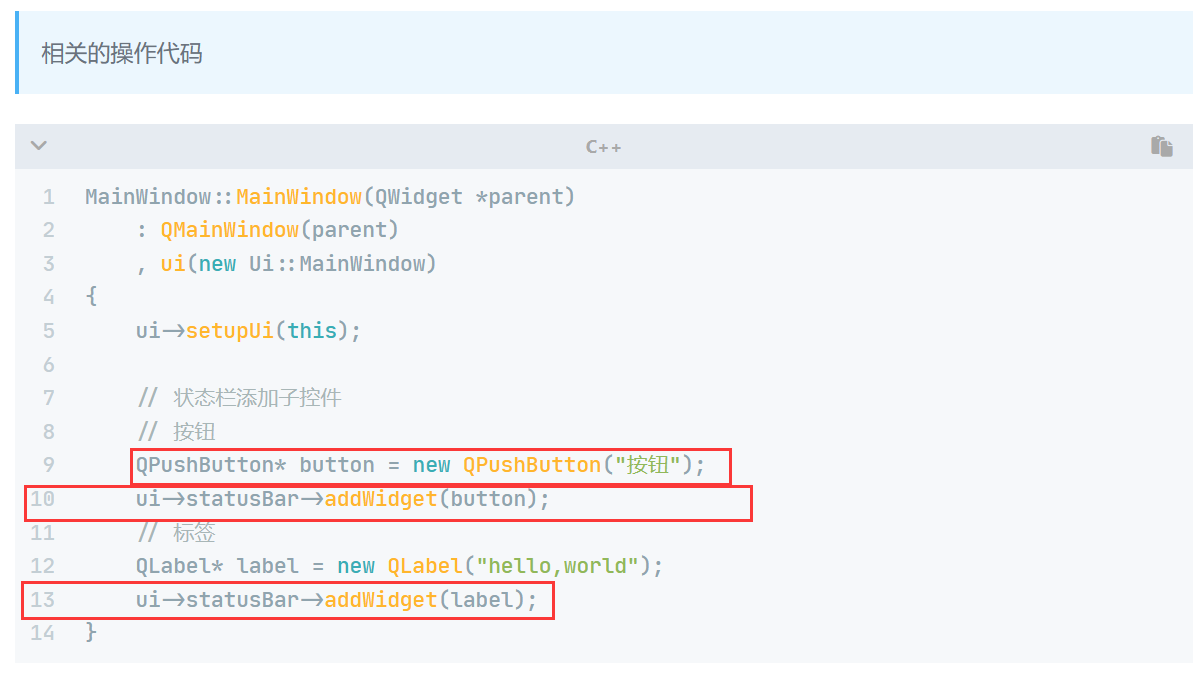 相关的操作代码
C++
1 MainWindow::MainWindow(QWidget *parent)
2     : QMainWindow(parent)
3     , ui(new Ui::MainWindow)
4 {
5     ui->setupUi(this);
6
7     // 状态栏添加子控件
8     // 按钮
9     QPushButton* button = new QPushButton("按钮");
10     ui->statusBar->addWidget(button);
11     // 标签
12     QLabel* label = new QLabel("hello,world");
13     ui->statusBar->addWidget(label);
14 }